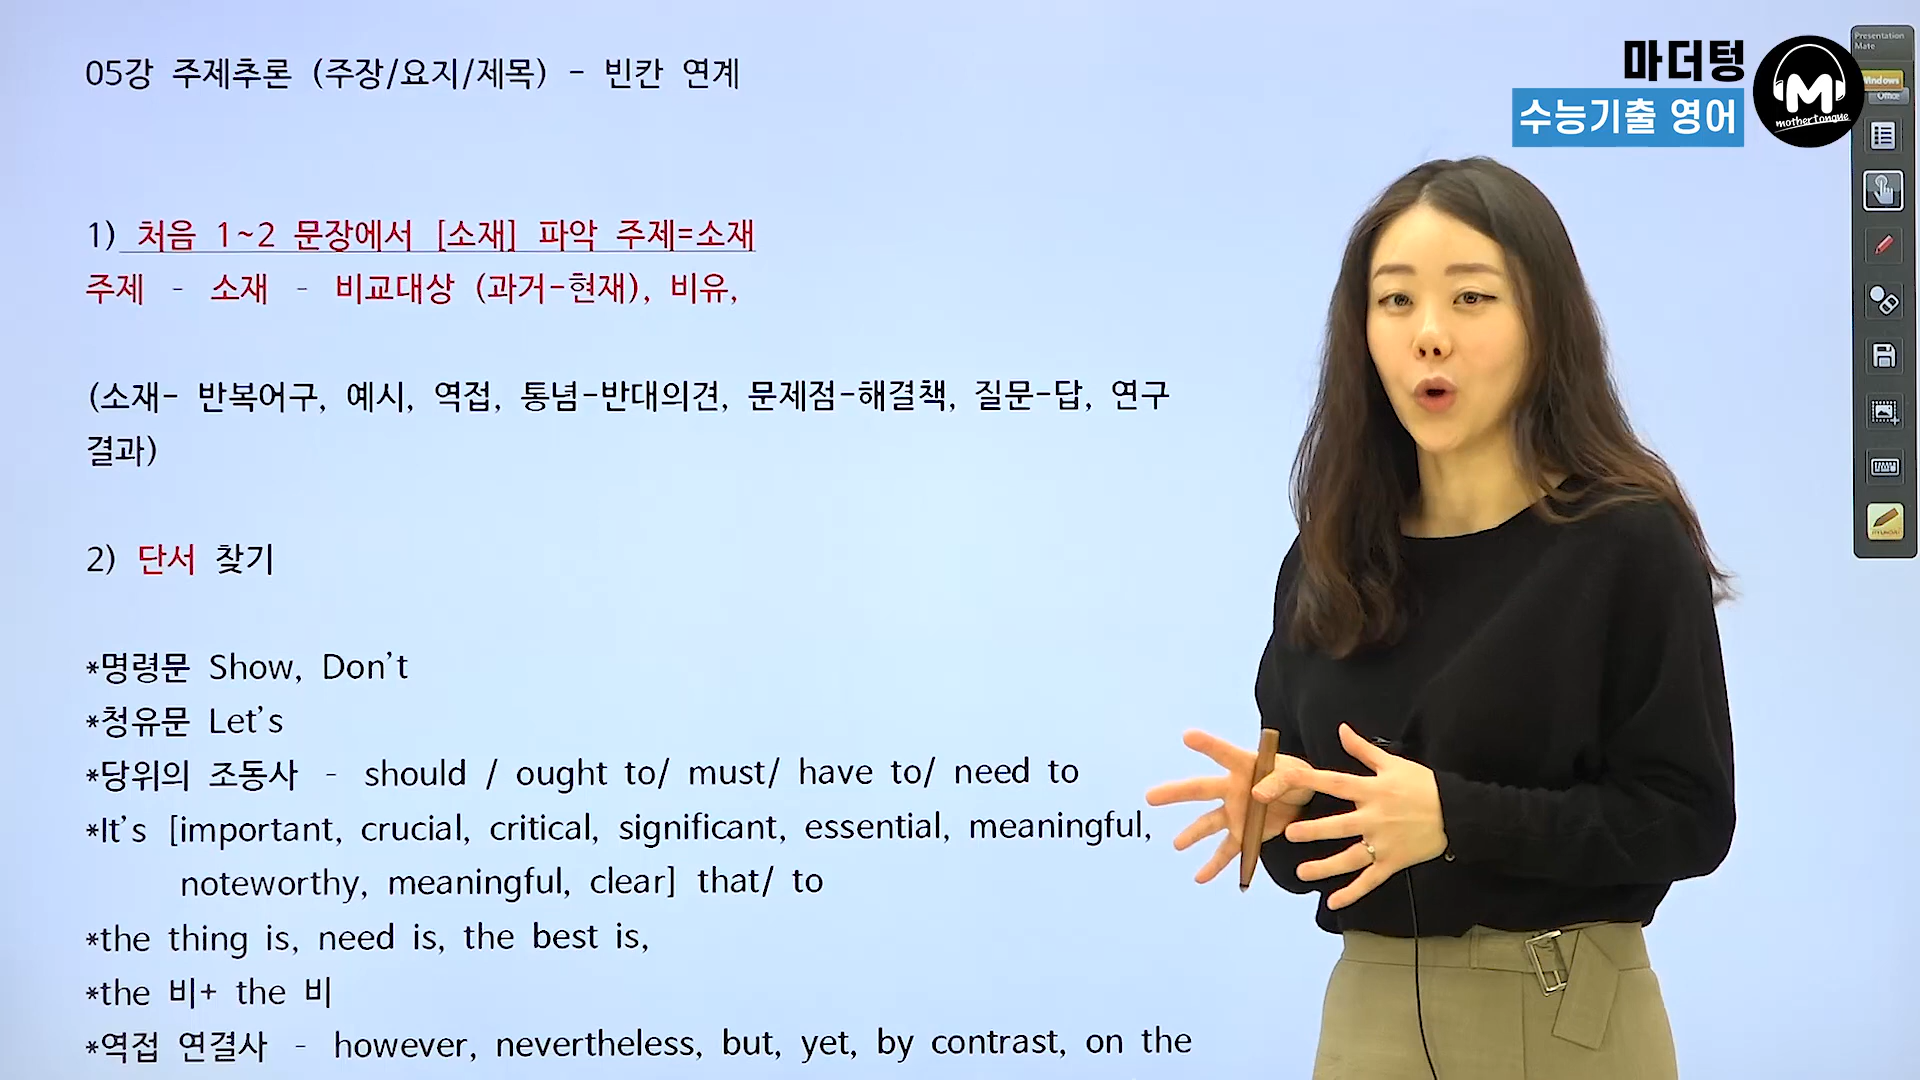 05강 주제추론 (주장/요지/제목) - 빈칸 연계
마더텅
수능기출 영어
mothertongue
Presentation
Mate
Windows
Office
1) 처음 1~2 문장에서 [소재] 파악 주제=소재
주제 - 소재 - 비교대상 (과거-현재), 비유,
(소재- 반복어구, 예시, 역접, 통념-반대의견, 문제점-해결책, 질문-답, 연구
결과)
2) 단서 찾기
*명령문 Show, Don't
*청유문 Let's
*당위의 조동사 - should / ought to/ must/ have to/ need to
*It's [important, crucial, critical, significant, essential, meaningful,
noteworthy, meaningful, clear] that/ to
*the thing is, need is, the best is,
*the 비+ the 비
*역접 연결사 - however, nevertheless, but, yet, by contrast, on the